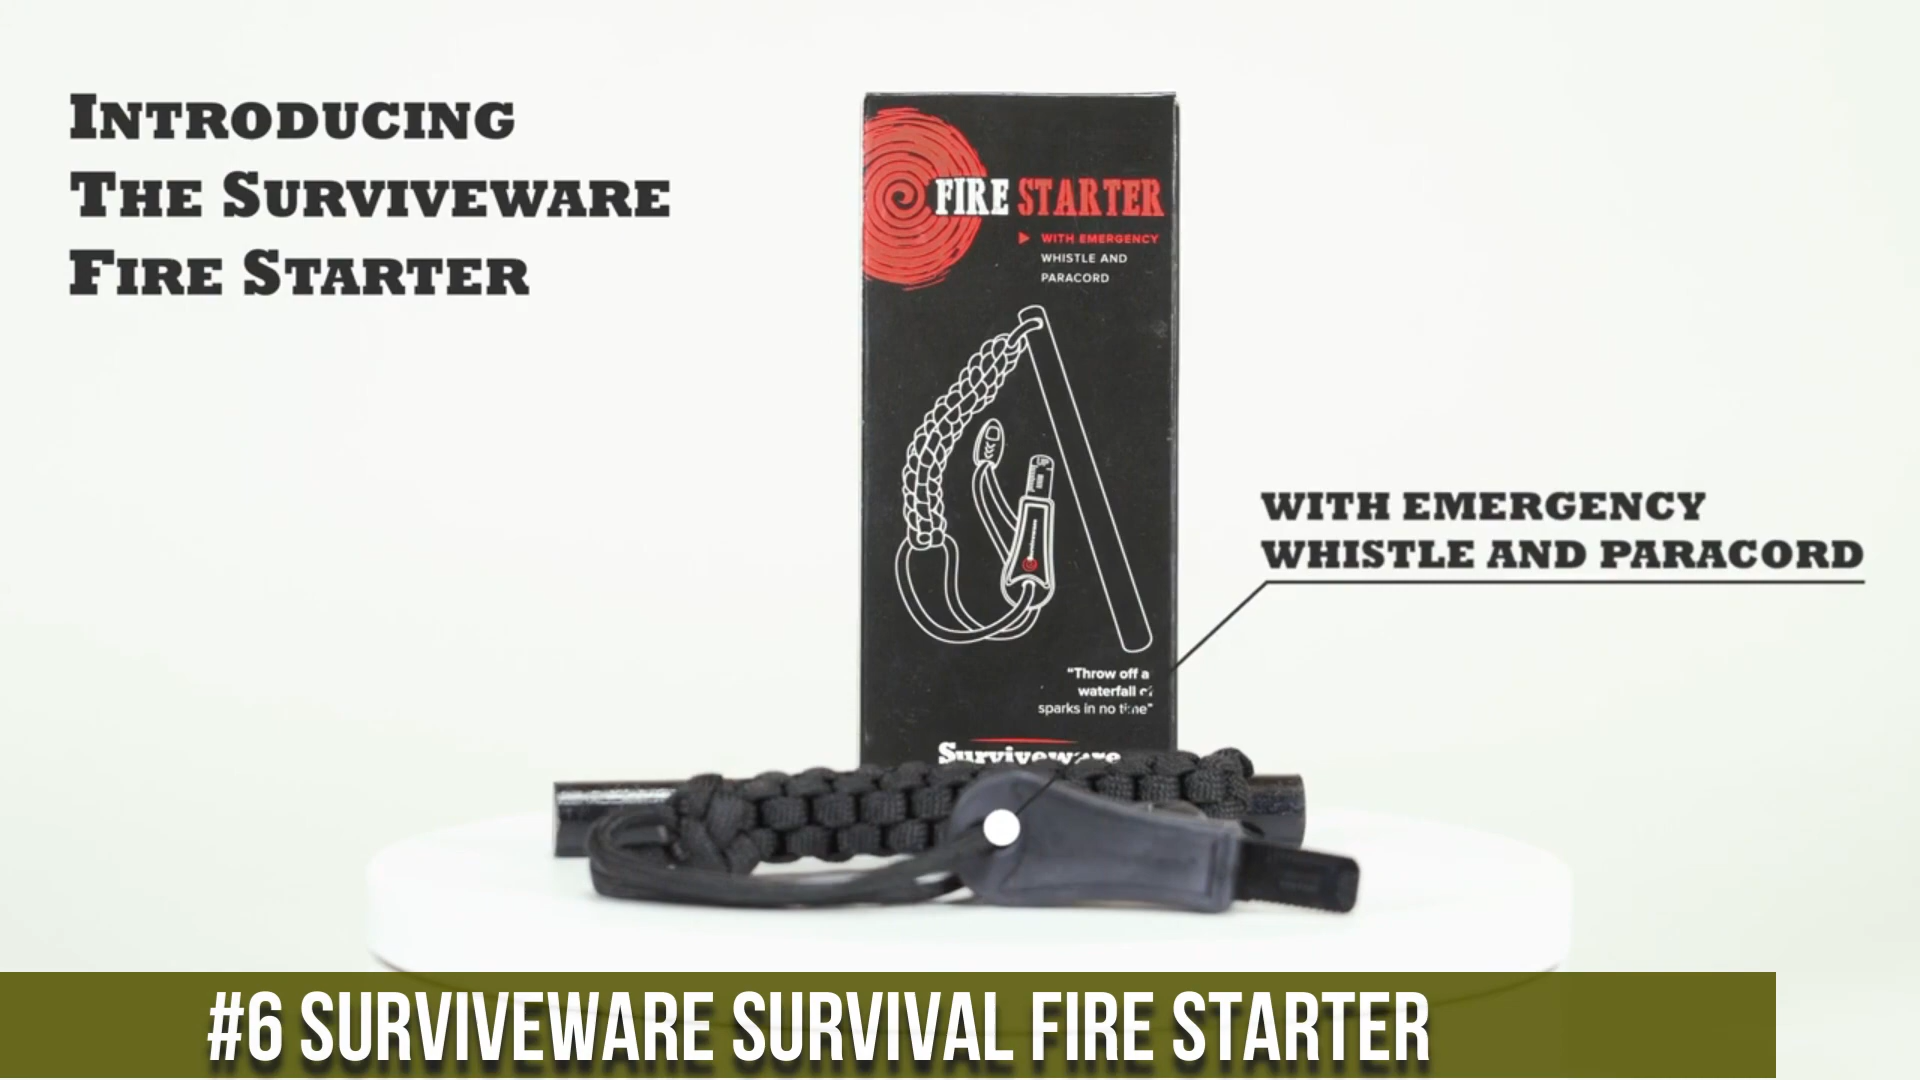 INTRODUCING
THE SURVIVEWARE
FIRE STARTER
FIRE STARTER
WITH EMERGENCY
WHISTLE AND
PARACORD
WITH EMERGENCY
WHISTLE AND PARACORD
"Throw off a
waterfall of
sparks in no time"
Surviveware
#6 SURVIVEWARE SURVIVAL FIRE STARTER